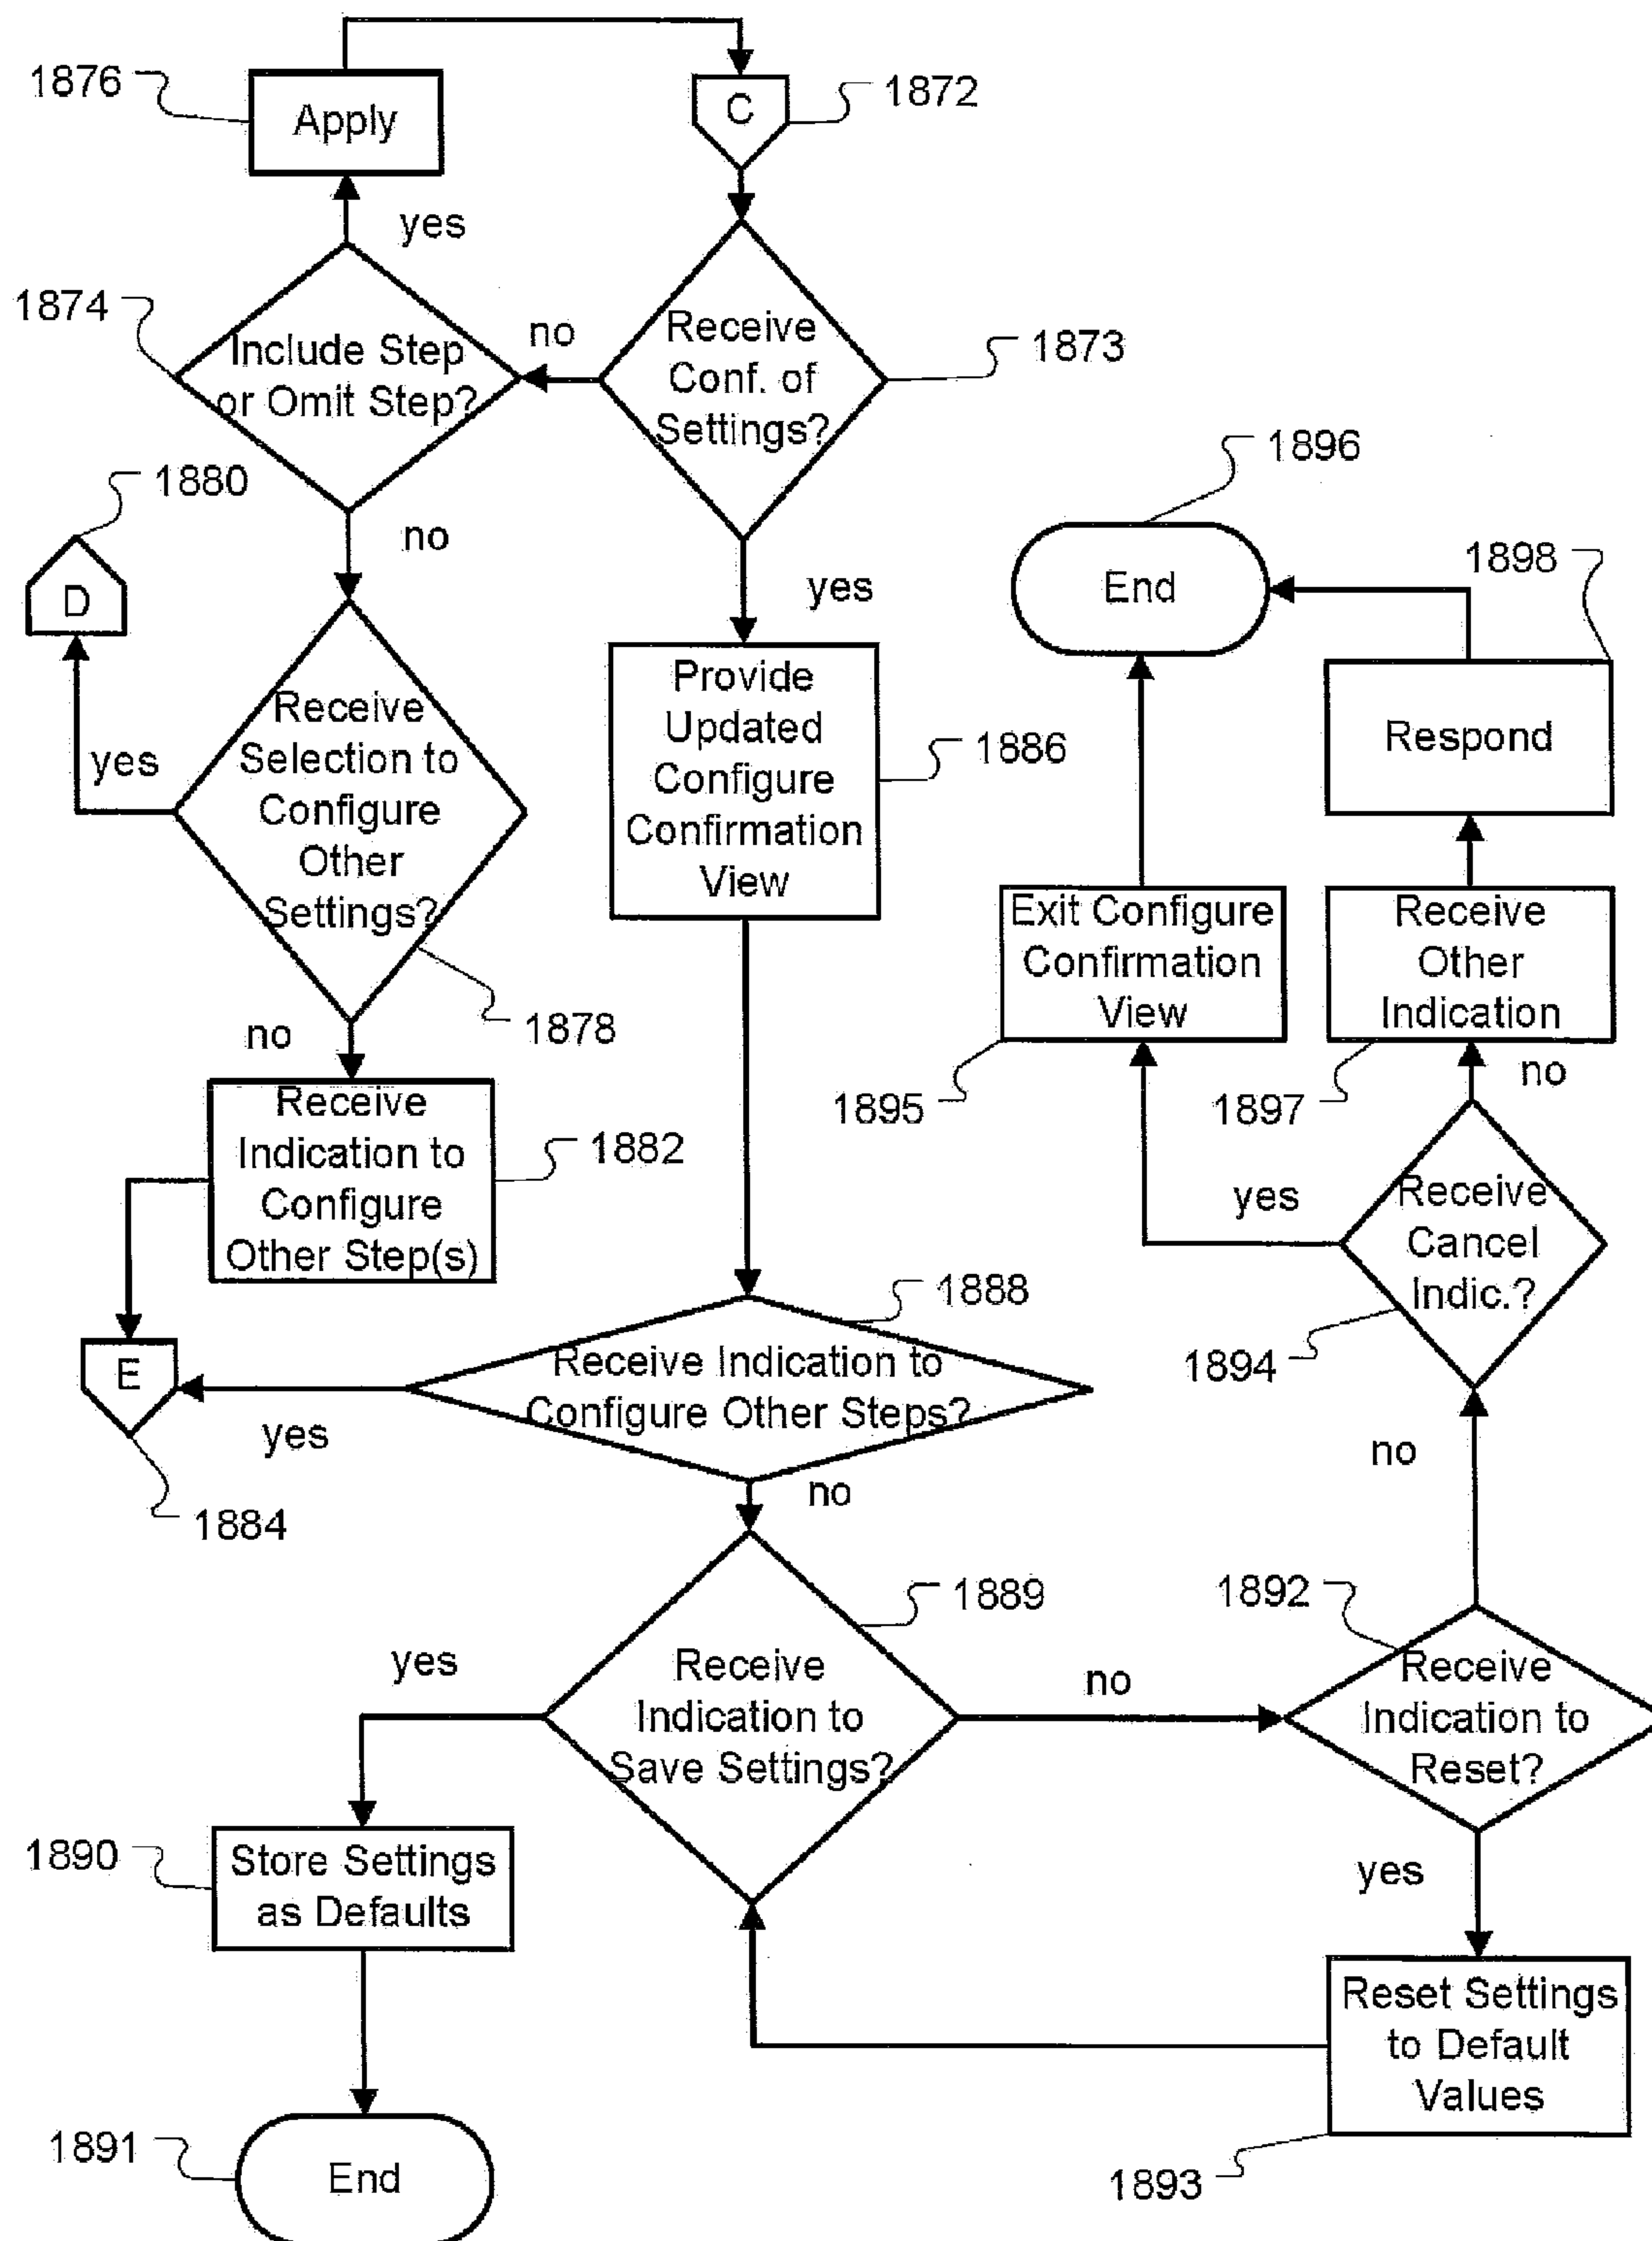 1876
Apply
C
1872
yes
1874
Include Step
or Omit Step?
no
Receive
Conf. of
Settings?
1873
1880
D
no
yes
1896
End
1898
Respond
yes
Receive
Selection to
Configure
Other
Settings?
1878
Provide
Updated
Configure
Confirmation
View
1886
Exit Configure
Confirmation
View
1895
Receive
Other
Indication
1897
no
no
Receive
Indication to
Configure
Other Step(s)
1882
yes
Receive
Cancel
Indic.?
1894
E
1884
yes
1888
Receive Indication to
Configure Other Steps?
no
no
1889
Receive
Indication to
Save Settings?
yes
no
1892
Receive
Indication to
Reset?
yes
1890
Store Settings
as Defaults
Reset Settings
to Default
Values
1893
1891
End